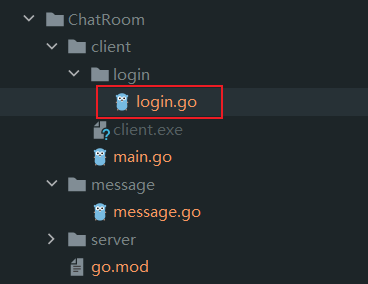 ChatRoom
client
login
login.go
client.exe
main.go
message
message.go
server
go.mod